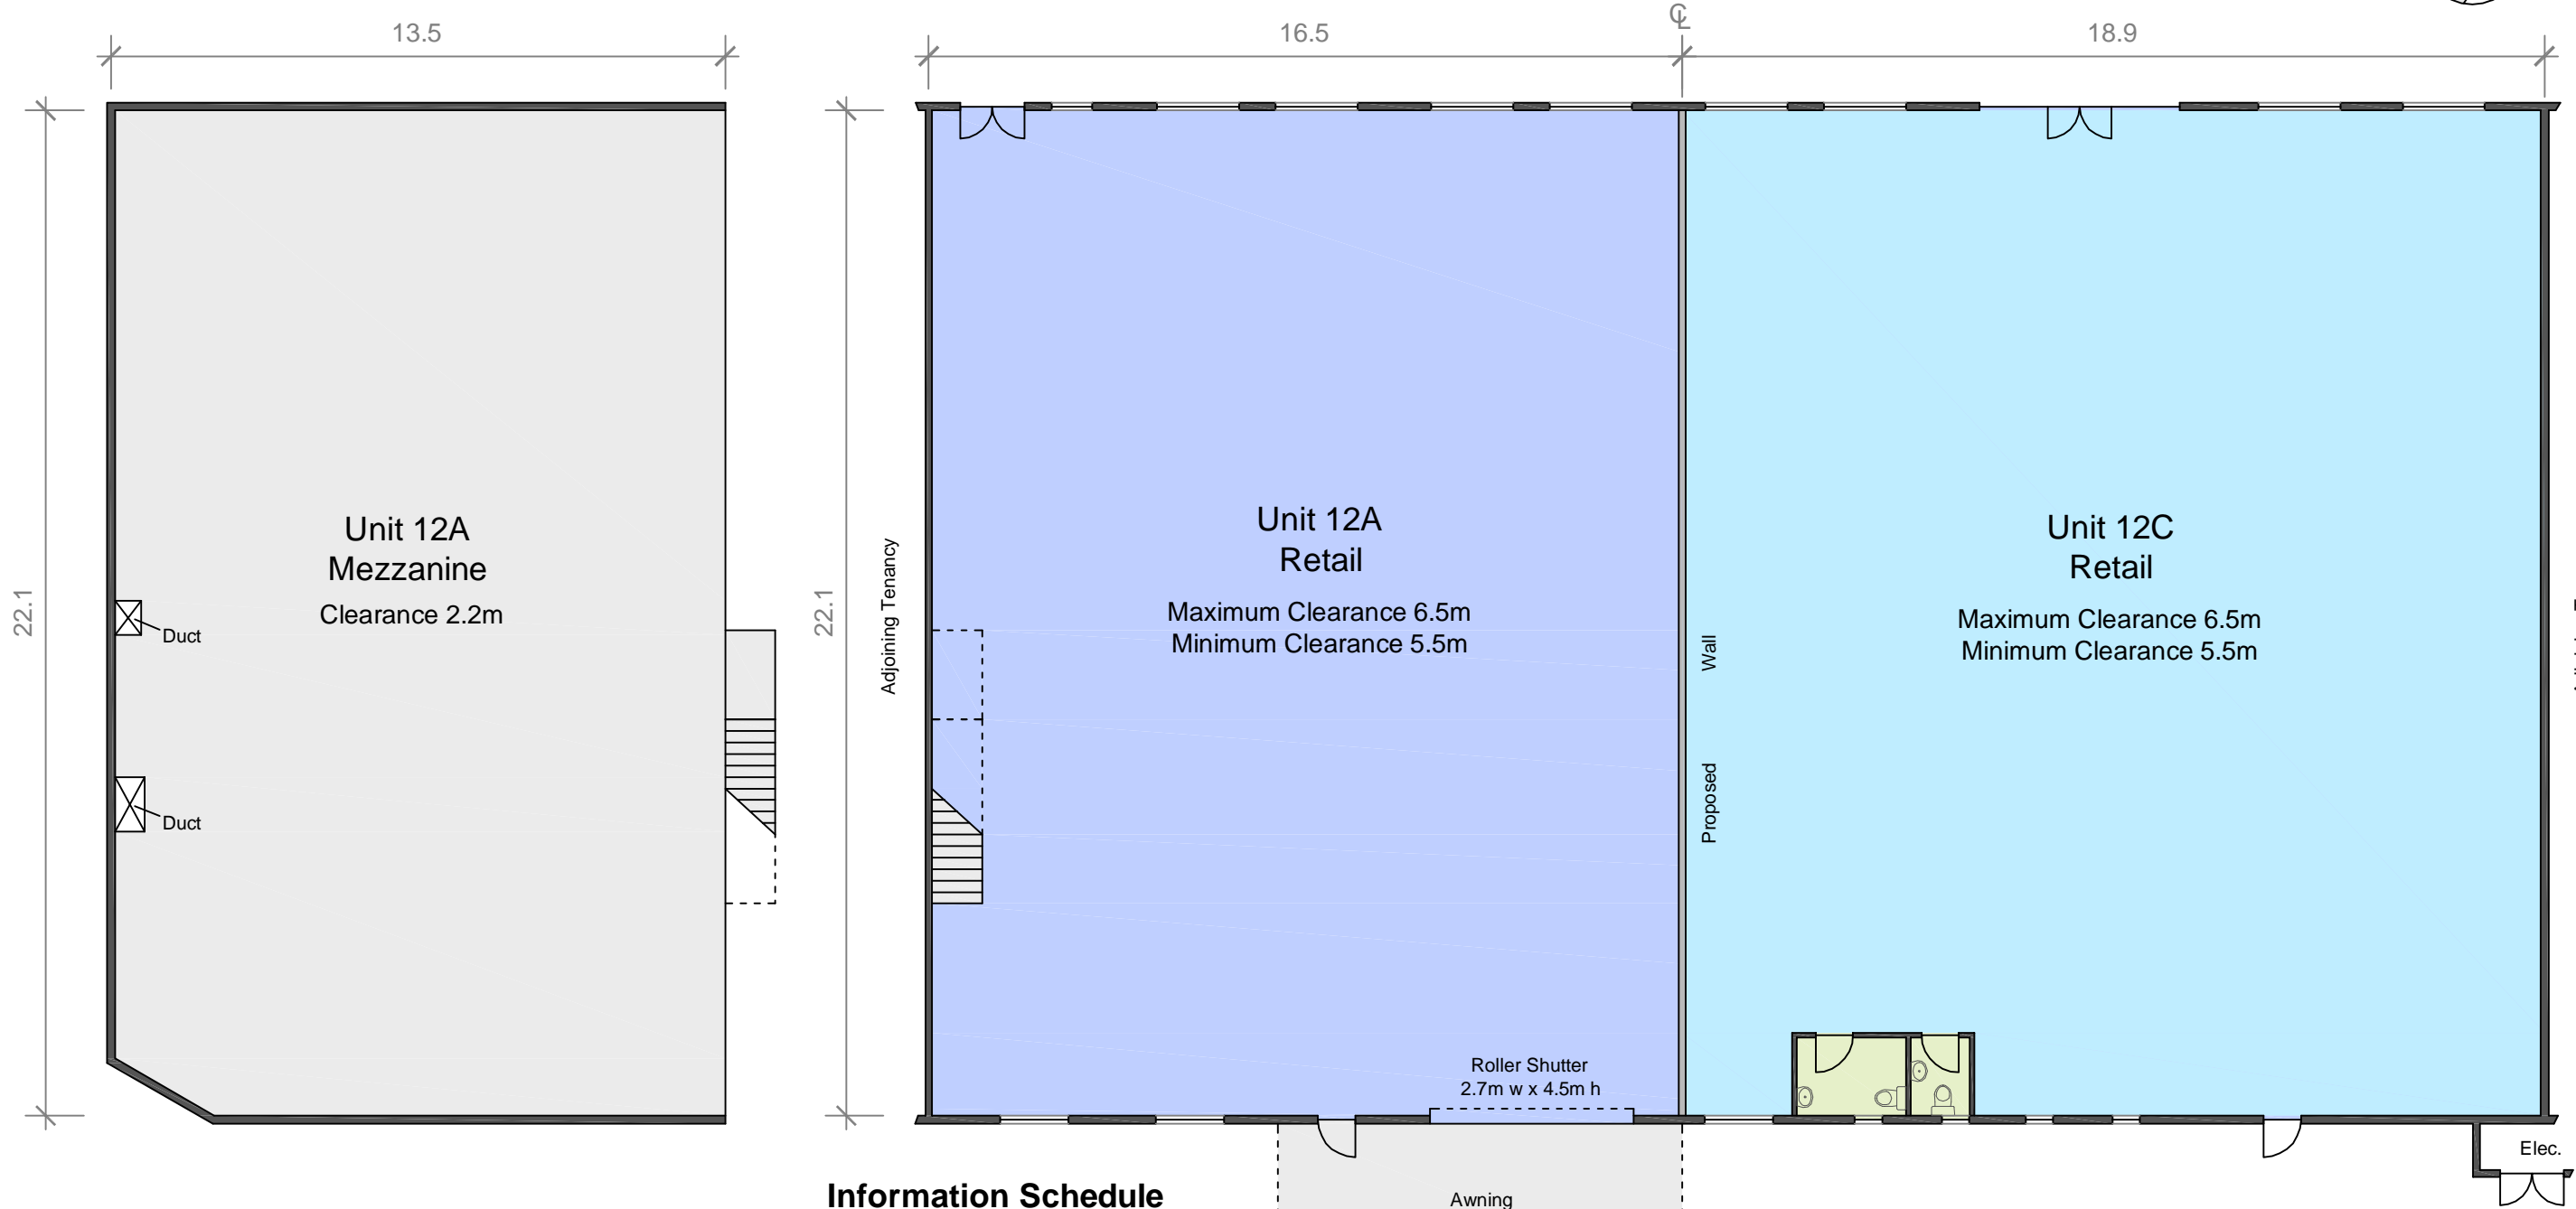 13.5
16.5
℄
18.9
22.1
Unit 12A
Mezzanine
Clearance 2.2m
Duct
Duct
22.1
Adjoining Tenancy
Unit 12A
Retail
Maximum Clearance 6.5m
Minimum Clearance 5.5m
Proposed Wall
Unit 12C
Retail
Maximum Clearance 6.5m
Minimum Clearance 5.5m
Roller Shutter
2.7m w x 4.5m h
Elec.
Information Schedule
Awning